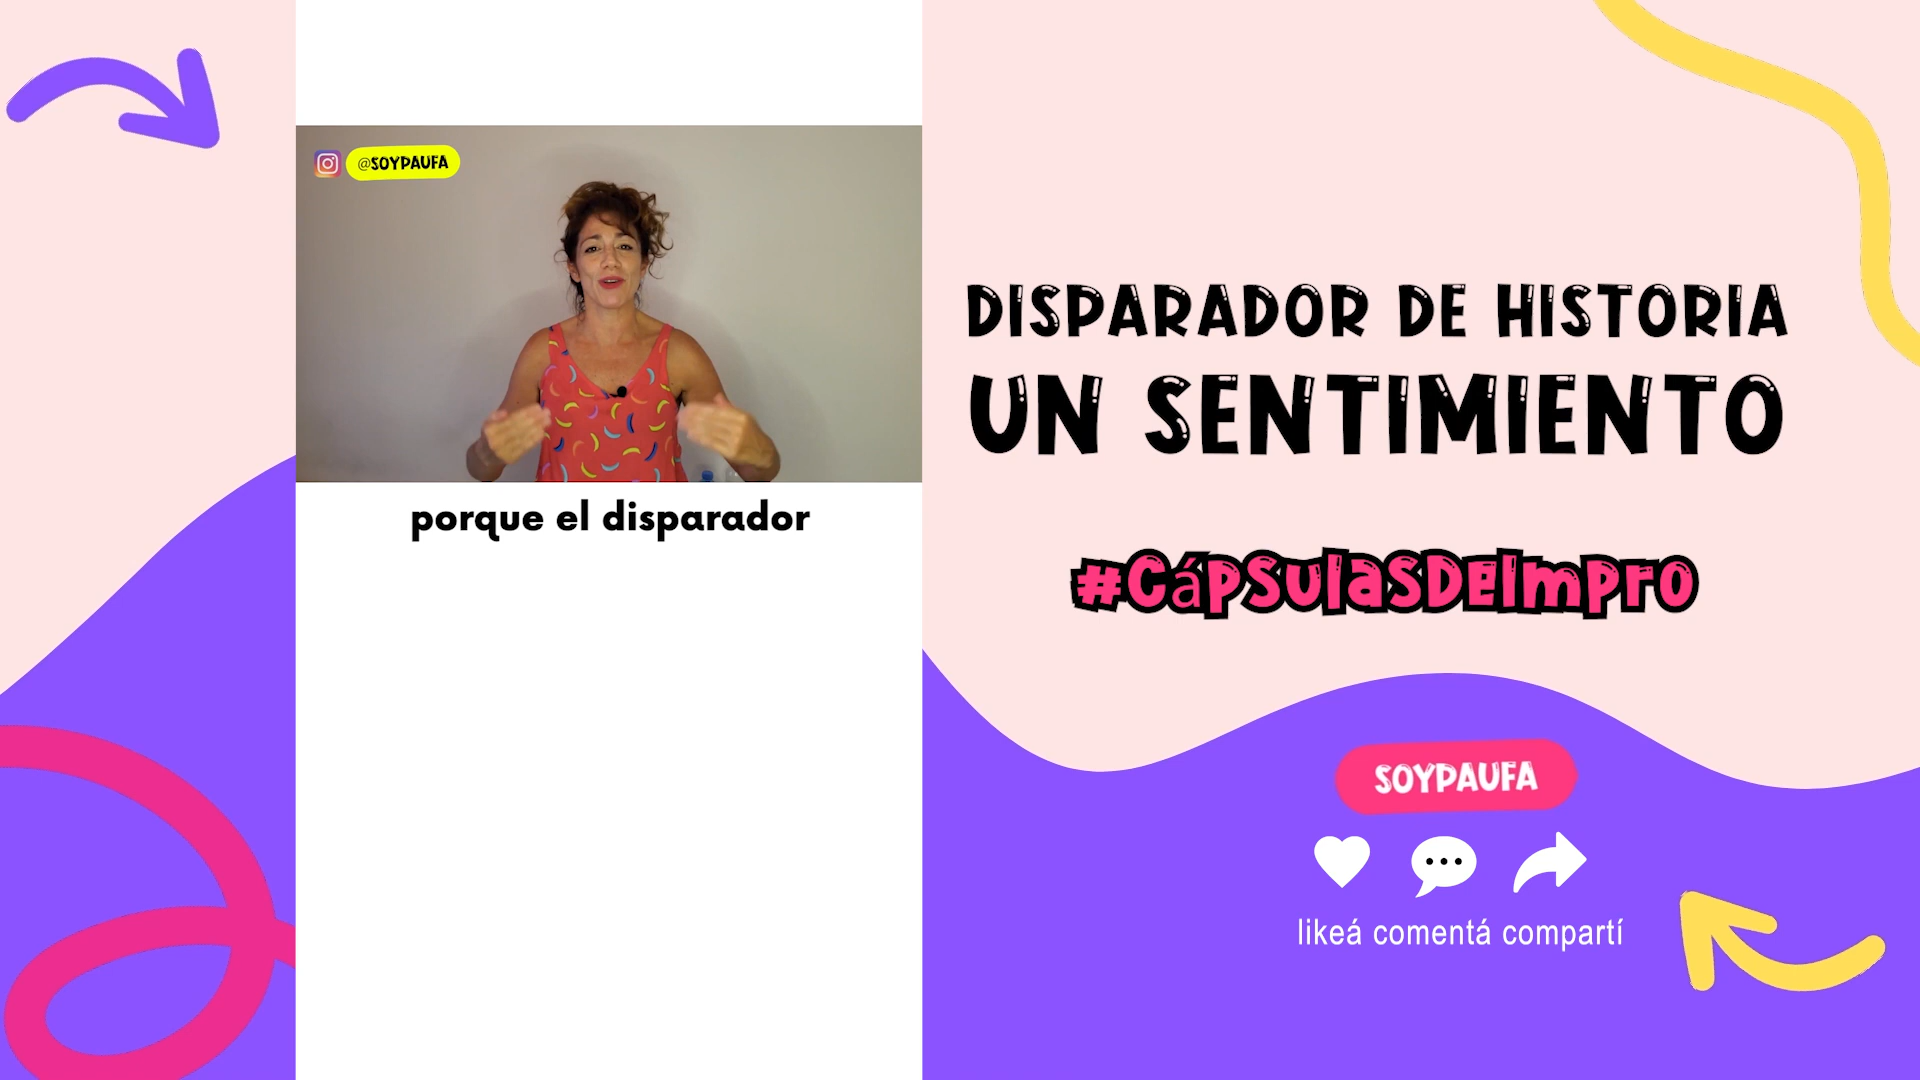 @SOYPAUFA
porque el disparador
DISPARADOR DE HISTORIA
UN SENTIMIENTO
#CápsulasDeImpro
SOYPAUFA
likeá comentá compartí